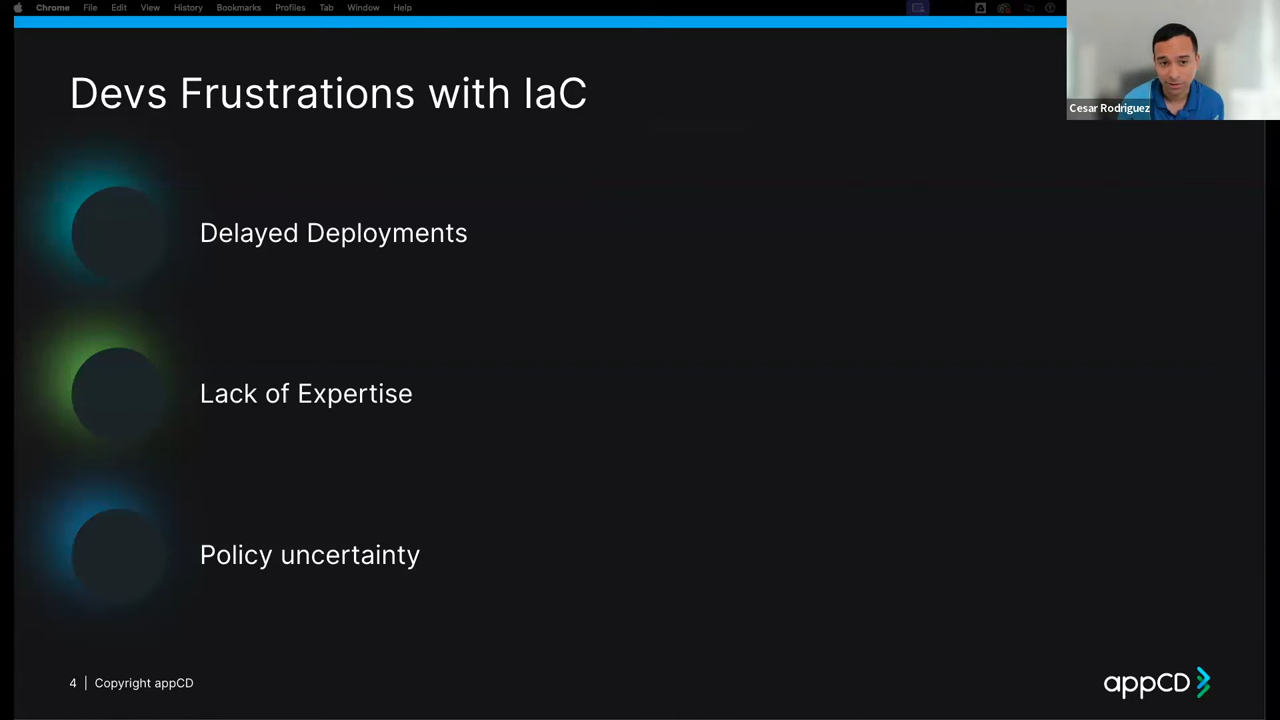 Chrome File Edit View History Bookmarks Profiles Tab Window Help
Devs Frustrations with IaC
Cesar Rodriguez
Delayed Deployments
Lack of Expertise
Policy uncertainty
4 | Copyright appCD
appCD